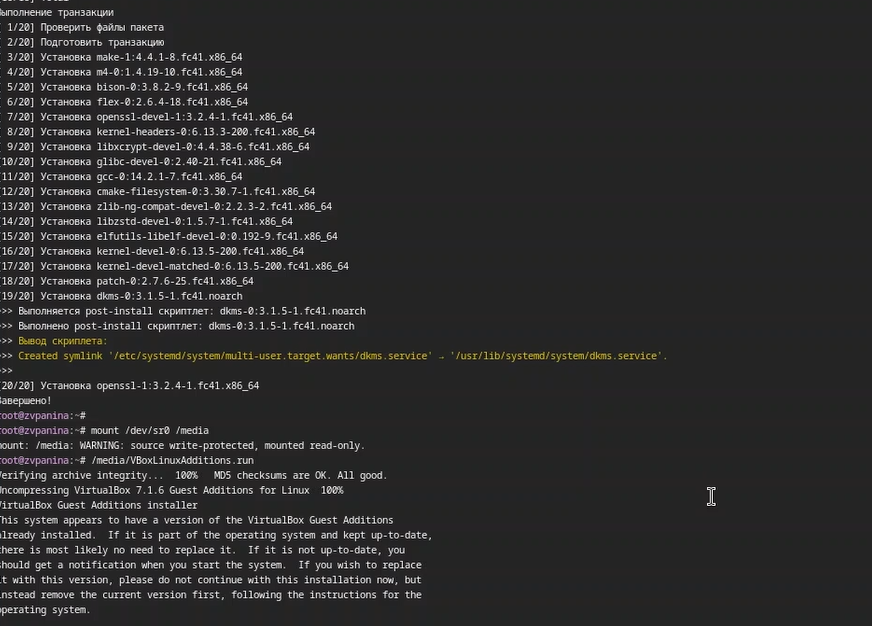 Выполнение транзакции
[ 1/20] Проверить файлы пакета
[ 2/20] Подготовить транзакцию
[ 3/20] Установка make-1:4.4.1-8.fc41.x86_64
[ 4/20] Установка m4-0:1.4.19-10.fc41.x86_64
[ 5/20] Установка bison-0:3.8.2-9.fc41.x86_64
[ 6/20] Установка flex-0:2.6.4-18.fc41.x86_64
[ 7/20] Установка openssl-devel-1:3.2.4-1.fc41.x86_64
[ 8/20] Установка kernel-headers-0:6.13.3-200.fc41.x86_64
[ 9/20] Установка libxcrypt-devel-0:4.4.38-6.fc41.x86_64
[10/20] Установка glibc-devel-0:2.40-21.fc41.x86_64
[11/20] Установка gcc-0:14.2.1-7.fc41.x86_64
[12/20] Установка cmake-filesystem-0:3.30.7-1.fc41.x86_64
[13/20] Установка zlib-ng-compat-devel-0:2.2.3-2.fc41.x86_64
[14/20] Установка libzstd-devel-0:1.5.7-1.fc41.x86_64
[15/20] Установка elfutils-libelf-devel-0:0.192-9.fc41.x86_64
[16/20] Установка kernel-devel-0:6.13.5-200.fc41.x86_64
[17/20] Установка kernel-devel-matched-0:6.13.5-200.fc41.x86_64
[18/20] Установка patch-0:2.7.6-25.fc41.x86_64
[19/20] Установка dkms-0:3.1.5-1.fc41.noarch
>>> Выполняется post-install скриптлет: dkms-0:3.1.5-1.fc41.noarch
>>> Выполнено post-install скриптлет: dkms-0:3.1.5-1.fc41.noarch
>>> Вывод скриплета:
>>> Created symlink '/etc/systemd/system/multi-user.target.wants/dkms.service' → '/usr/lib/systemd/system/dkms.service'.
>>>
[20/20] Установка openssl-1:3.2.4-1.fc41.x86_64
Завершено!
root@zvpanina:~#
root@zvpanina:~# mount /dev/sr0 /media
mount: /media: WARNING: source write-protected, mounted read-only.
root@zvpanina:~# /media/VBoxLinuxAdditions.run
Verifying archive integrity...  100%   MD5 checksums are OK. All good.
Uncompressing VirtualBox 7.1.6 Guest Additions for Linux  100%
VirtualBox Guest Additions installer
This system appears to have a version of the VirtualBox Guest Additions
already installed.  If it is part of the operating system and kept up-to-date,
there is most likely no need to replace it.  If it is not up-to-date, you
should get a notification when you start the system.  If you wish to replace
it with this version, please do not continue with this installation now, but
instead remove the current version first, following the instructions for the
operating system.